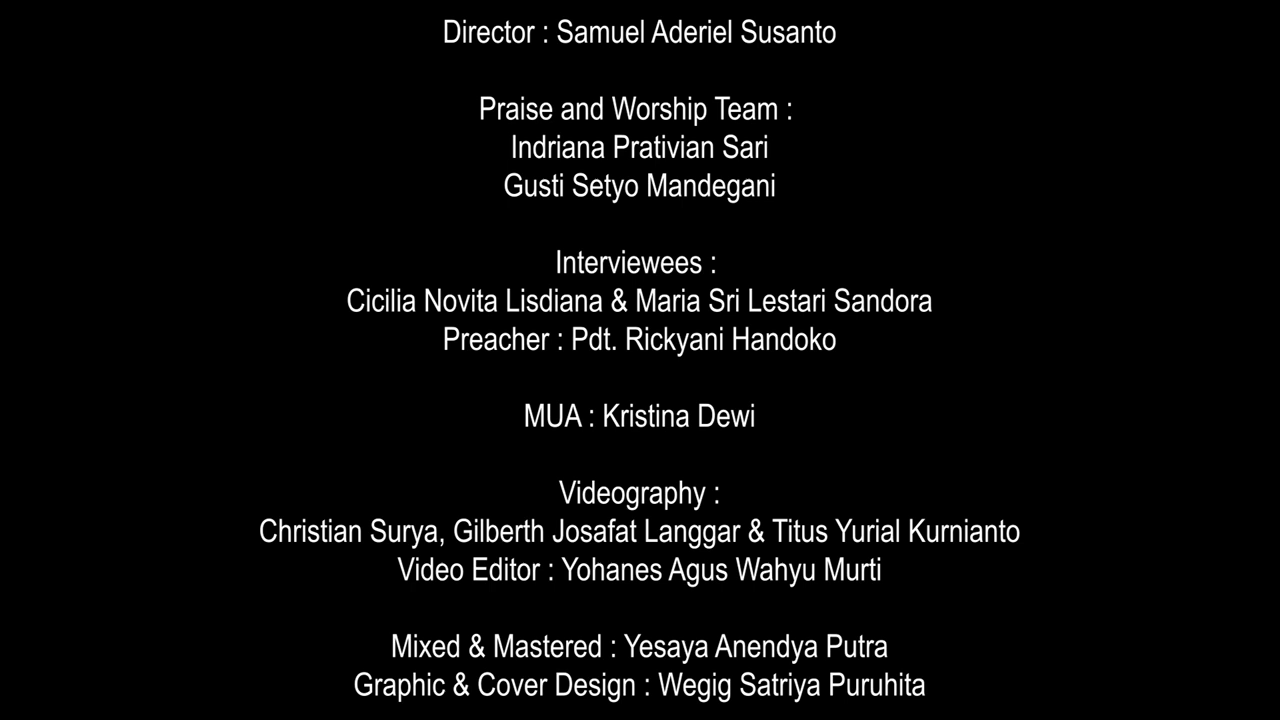 Director : Samuel Aderiel Susanto
Praise and Worship Team :
Indriana Prativian Sari
Gusti Setyo Mandegani
Interviewees :
Cicilia Novita Lisdiana & Maria Sri Lestari Sandora
Preacher : Pdt. Rickyani Handoko
MUA : Kristina Dewi
Videography :
Christian Surya, Gilberth Josafat Langgar & Titus Yurial Kurnianto
Video Editor : Yohanes Agus Wahyu Murti
Mixed & Mastered : Yesaya Anendya Putra
Graphic & Cover Design : Wegig Satriya Puruhita